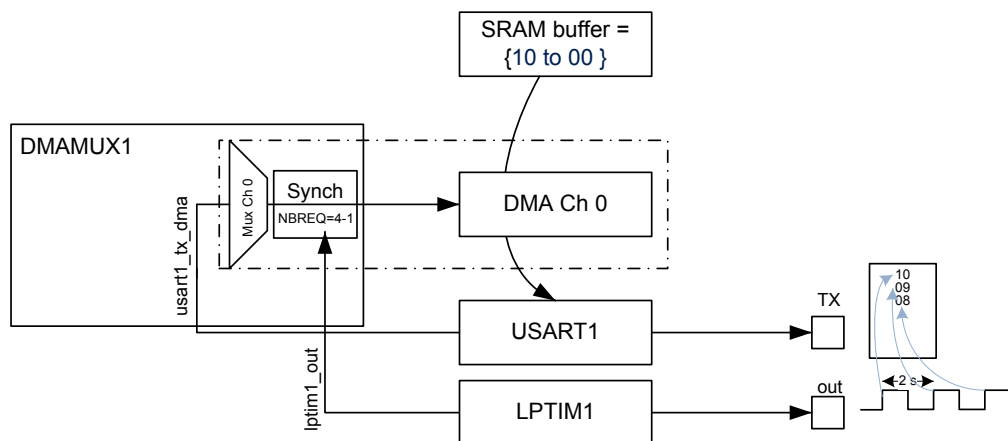 SRAM buffer =
{10 to 00 }
DMAMUX1
Mux Ch 0
Synch
NBREQ=4-1
DMA Ch 0
usart1_tx_dma
USART1
TX
10
09
08
lptim1_out
LPTIM1
out
2 s